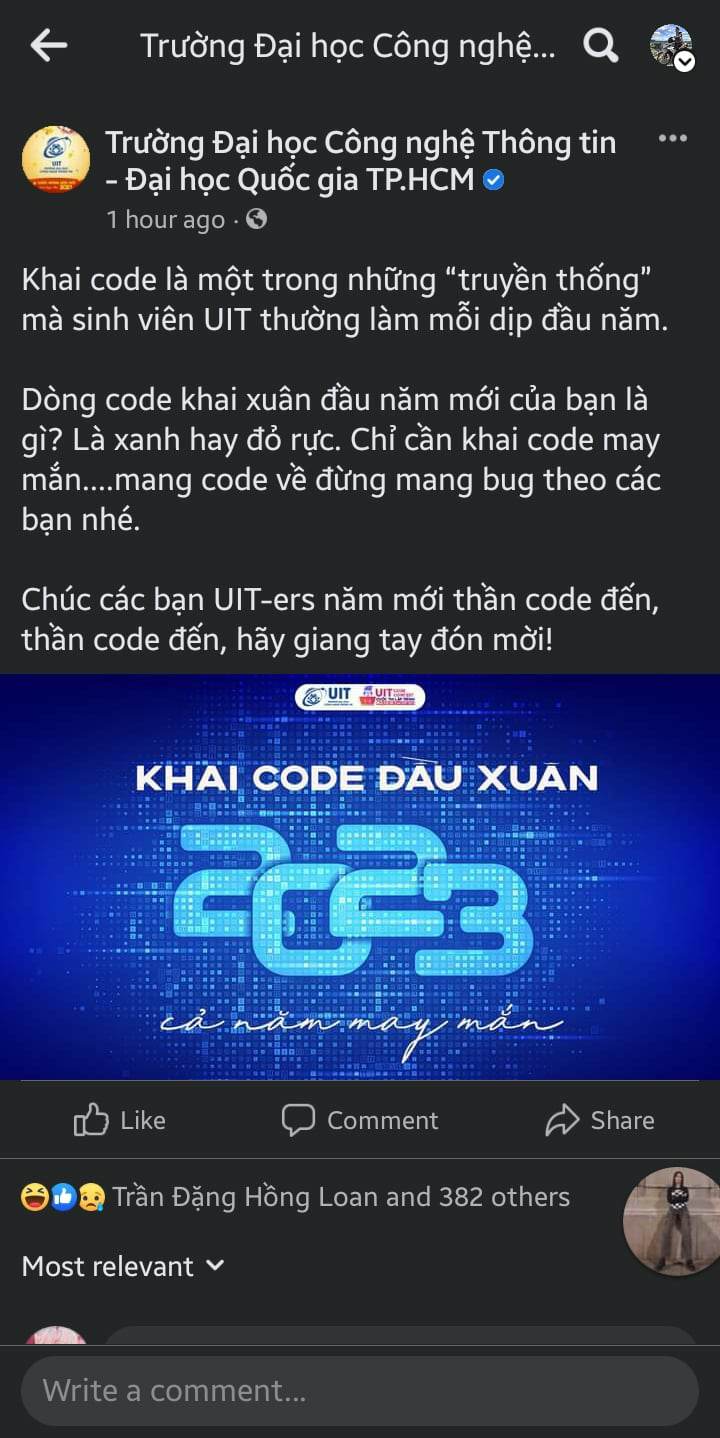 Trường Đại học Công nghệ...
Trường Đại học Công nghệ Thông tin
- Đại học Quốc gia TP.HCM
1 hour ago ·
Khai code là một trong những “truyền thống”
mà sinh viên UIT thường làm mỗi dịp đầu năm.
Dòng code khai xuân đầu năm mới của bạn là
gì? Là xanh hay đỏ rực. Chỉ cần khai code may
mắn....mang code về đừng mang bug theo các
bạn nhé.
Chúc các bạn UIT-ers năm mới thần code đến,
thần code đến, hãy giang tay đón mời!
UIT
UIT
KHAI CODE ĐẦU XUÂN
2023
cả năm may mắn
Like
Comment
Share
Trần Đặng Hồng Loan and 382 others
Most relevant
Write a comment...